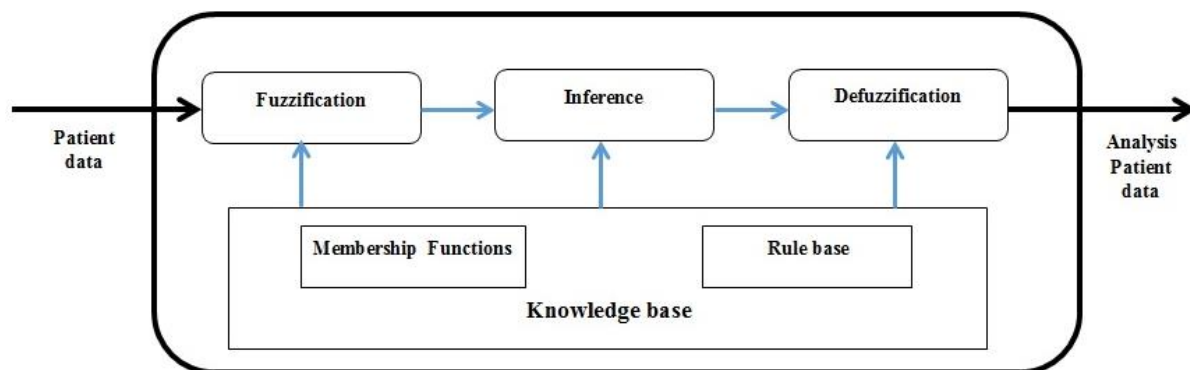 Fuzzification
Inference
Defuzzification
Patient
data
Analysis
Patient
data
Membership Functions
Rule base
Knowledge base